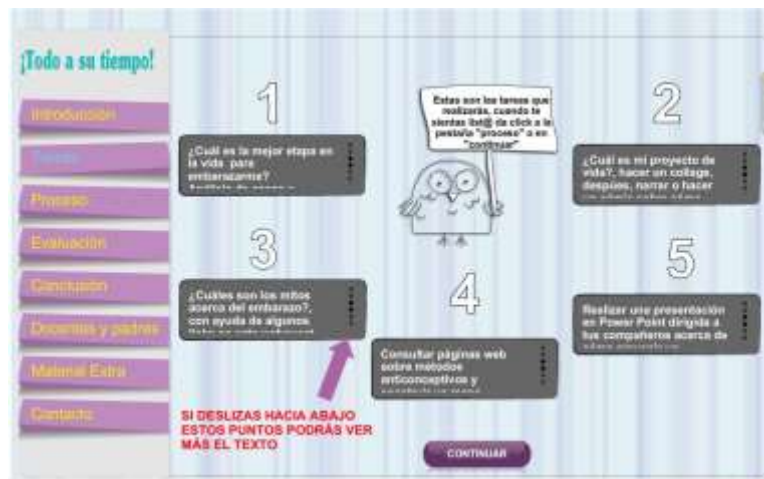 ¡Todo a su tiempo!
Introducción
Tareas
Proceso
Evaluación
Conclusión
Docentes y padres
Material Extra
Contacto
1
¿Cuál es la mejor etapa en
la vida para
embarazarme?
Estas son las tareas que
realizarás, cuando te
sientas list@ da click a la
pestaña "proceso" o en
"continuar"
2
¿Cuál es mi proyecto de
vida?, hacer un collage,
despúes, narrar o hacer
3
¿Cuáles son los mitos
acerca del embarazo?,
con ayuda de algunos
4
Consultar páginas web
sobre métodos
anticonceptivos y
5
Realizar una presentación
en Power Point dirigida a
tus compañeros acerca de
SI DESLIZAS HACIA ABAJO
ESTOS PUNTOS PODRÁS VER
MÁS EL TEXTO
CONTINUAR